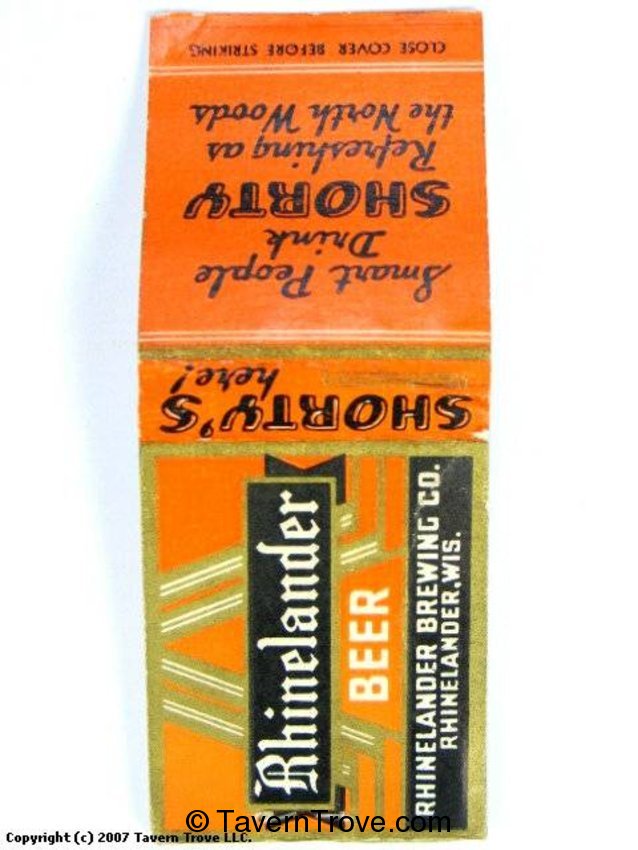 CLOSE COVER BEFORE STRIKING
Smart People
Drink
SHORTY
Refreshing as
the North Woods
SHORTY'S
here!
Rhinelander
BEER
RHINELANDER BREWING CO.
RHINELANDER, WIS.
© TavernTrove.com/
Copyright (c) 2007 Tavern Trove LLC.